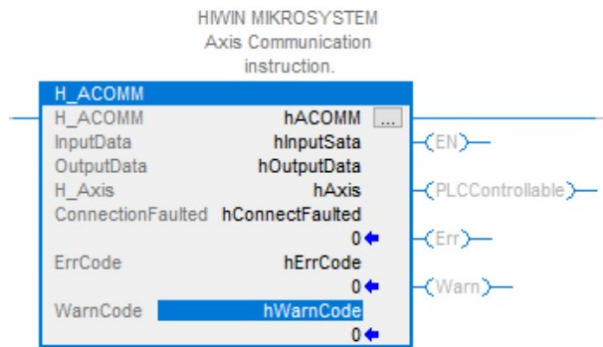 HIWIN MIKROSYSTEM
Axis Communication
instruction.
H_ACOMM
H_ACOMM hACOMM ...
InputData hInputSata (EN)
OutputData hOutputData
H_Axis hAxis (PLCControllable)
ConnectionFaulted hConnectFaulted
0 (Err)
ErrCode hErrCode
0 (Warn)
WarnCode hWarnCode
0